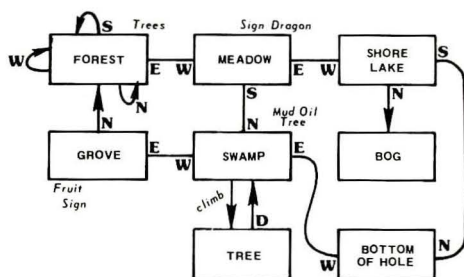 S Trees Sign Dragon
W FOREST E W MEADOW E W SHORE LAKE S
N S N
N N Mud Oil Tree
GROVE E W SWAMP E BOG
Fruit Sign
climb D
TREE W BOTTOM OF HOLE N